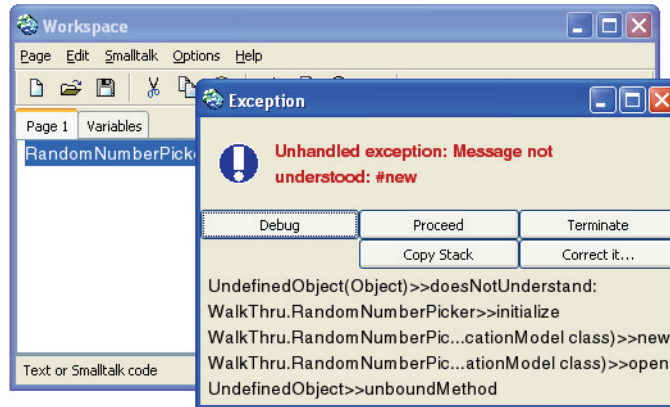 Workspace
Page Edit Smalltalk Options Help
Page 1 Variables
Exception
Unhandled exception: Message not
understood: #new
Debug Proceed Terminate
Copy Stack Correct it...
UndefinedObject(Object)>>doesNotUnderstand:
WalkThru.RandomNumberPicker>>initialize
WalkThru.RandomNumberPic...cationModel class)>>new
WalkThru.RandomNumberPic...ationModel class)>>open
UndefinedObject>>unboundMethod
Text or Smalltalk code